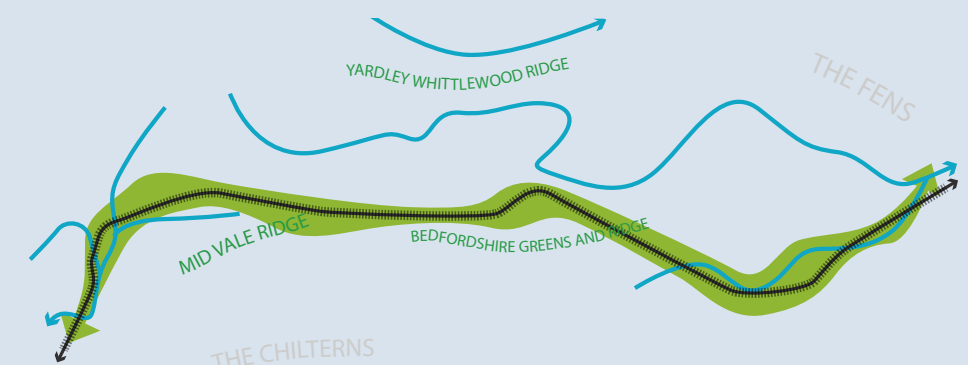 YARDLEY WHITTLEWOOD RIDGE
THE FENS
MID VALE RIDGE
BEDFORDSHIRE GREENS AND RIDGE
THE CHILTERNS